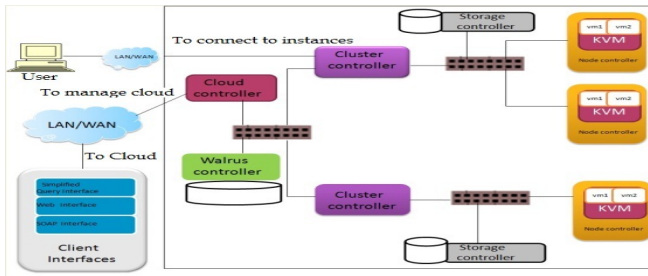 Storage
controller
vm1 vm2
KVM
Node controller
To connect to instances
LAN/WAN
Cluster
controller
User
To manage cloud
Cloud
controller
vm1 vm2
KVM
Node controller
LAN/WAN
To Cloud
Walrus
controller
Simplified
Query interface
Web interface
SOAP interface
Client
Interfaces
Cluster
controller
vm1 vm2
KVM
Node controller
Storage
controller